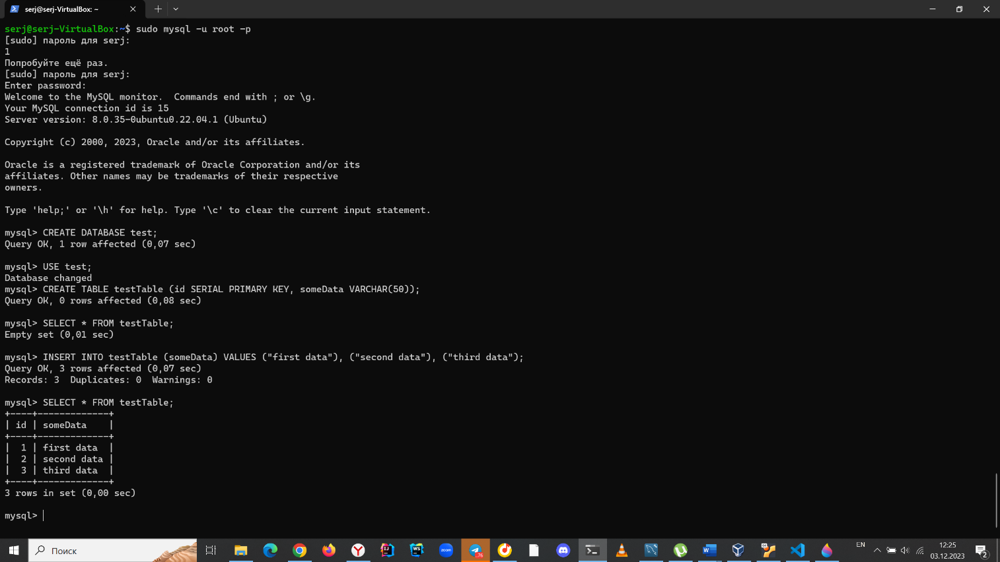 serj@serj-VirtualBox: ~
serj@serj-VirtualBox:~$ sudo mysql -u root -p
[sudo] пароль для serj:
1
Попробуйте ещё раз.
[sudo] пароль для serj:
Enter password:
Welcome to the MySQL monitor.  Commands end with ; or \g.
Your MySQL connection id is 15
Server version: 8.0.35-0ubuntu0.22.04.1 (Ubuntu)
Copyright (c) 2000, 2023, Oracle and/or its affiliates.
Oracle is a registered trademark of Oracle Corporation and/or its
affiliates. Other names may be trademarks of their respective
owners.
Type 'help;' or '\h' for help. Type '\c' to clear the current input statement.
mysql> CREATE DATABASE test;
Query OK, 1 row affected (0,07 sec)
mysql> USE test;
Database changed
mysql> CREATE TABLE testTable (id SERIAL PRIMARY KEY, someData VARCHAR(50));
Query OK, 0 rows affected (0,08 sec)
mysql> SELECT * FROM testTable;
Empty set (0,01 sec)
mysql> INSERT INTO testTable (someData) VALUES ("first data"), ("second data"), ("third data");
Query OK, 3 rows affected (0,07 sec)
Records: 3  Duplicates: 0  Warnings: 0
mysql> SELECT * FROM testTable;
+----+-------------+
| id | someData    |
+----+-------------+
|  1 | first data  |
|  2 | second data |
|  3 | third data  |
+----+-------------+
3 rows in set (0,00 sec)
mysql>
Поиск
IJ
WS
zoom
76
W
EN
12:25
03.12.2023
2